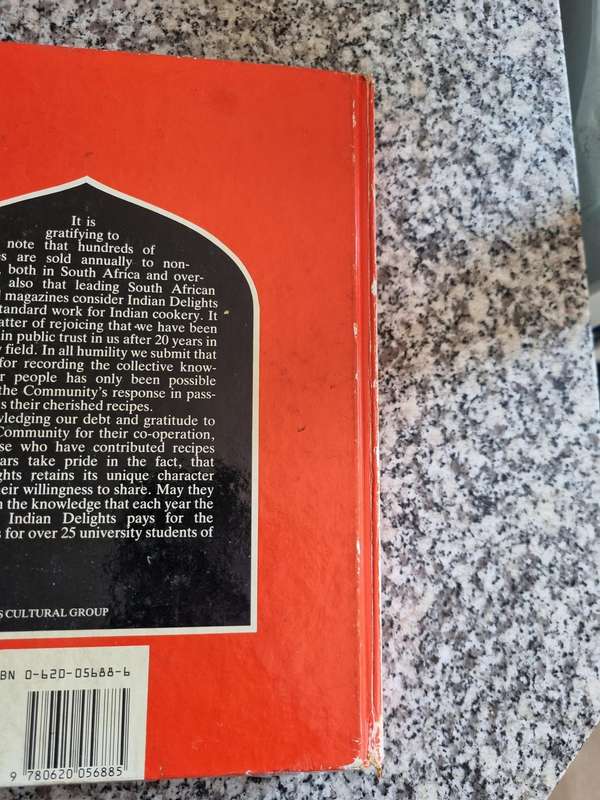 It is
gratifying to
note that hundreds of
are sold annually to non-
both in South Africa and over-
also that leading South African
magazines consider Indian Delights
standard work for Indian cookery. It
matter of rejoicing that we have been
in public trust in us after 20 years in
field. In all humility we submit that
for recording the collective know-
people has only been possible
the Community's response in pass-
their cherished recipes.
our debt and gratitude to
Community for their co-operation,
who have contributed recipes
take pride in the fact, that
retains its unique character
their willingness to share. May they
the knowledge that each year the
Indian Delights pays for the
for over 25 university students of
CULTURAL GROUP
BN 0-620-05688-6
9 780620 056885